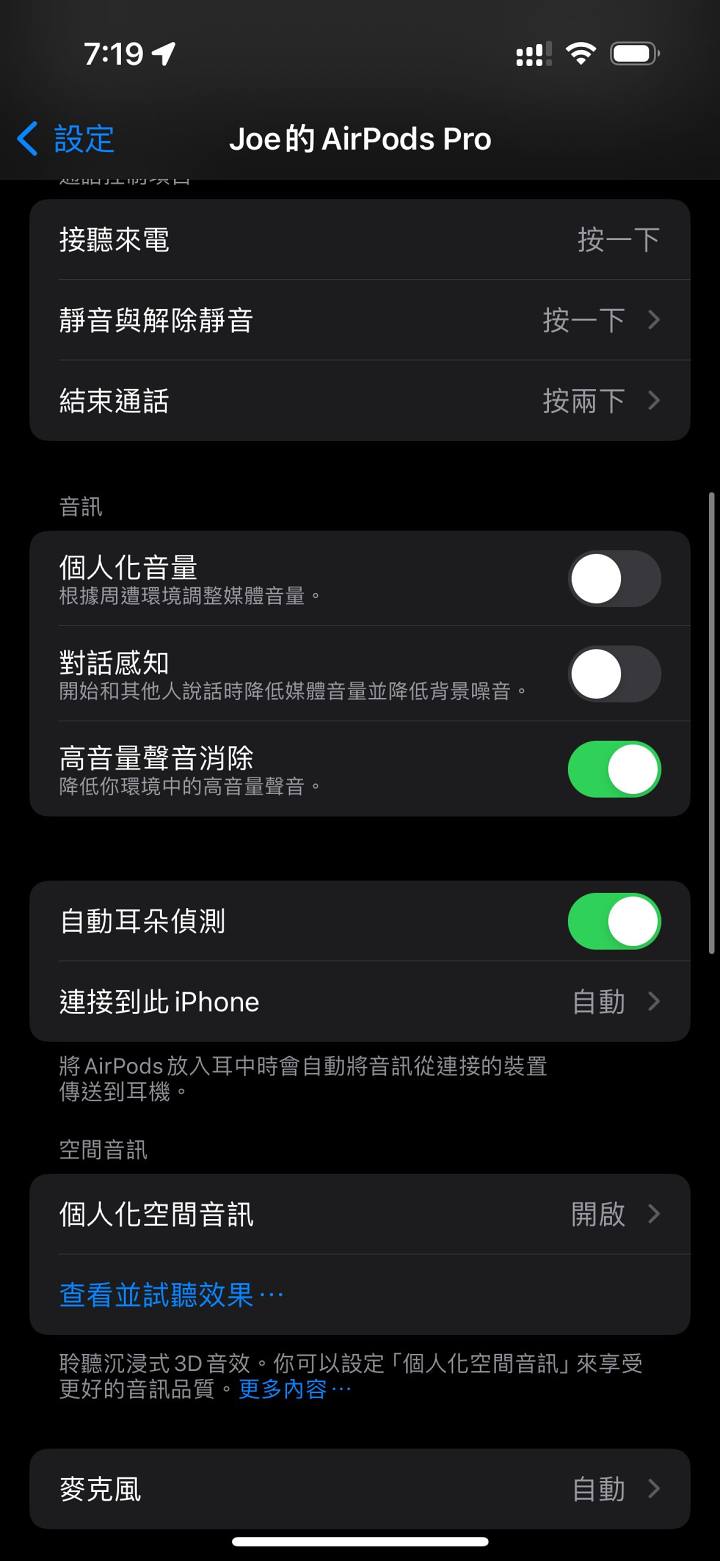 7:19
設定
Joe的 AirPods Pro
通話控制項目
接聽來電
按一下
靜音與解除靜音
按一下
結束通話
按兩下
音訊
個人化音量
根據周遭環境調整媒體音量。
對話感知
開始和其他人說話時降低媒體音量並降低背景噪音。
高音量聲音消除
降低你環境中的高音量聲音。
自動耳朵偵測
連接到此 iPhone
自動
將 AirPods 放入耳中時會自動將音訊從連接的裝置
傳送到耳機。
空間音訊
個人化空間音訊
開啟
查看並試聽效果⋯
聆聽沉浸式 3D 音效。你可以設定「個人化空間音訊」來享受
更好的音訊品質。更多內容⋯
麥克風
自動